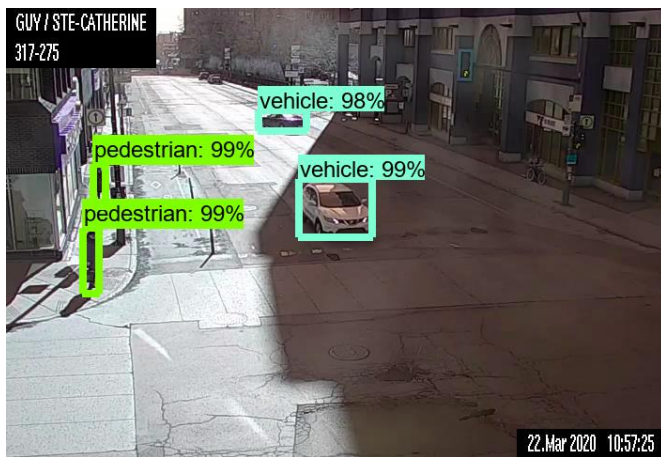 GUY / STE-CATHERINE
317-275
vehicle: 98%
pedestrian: 99%
vehicle: 99%
pedestrian: 99%
22.Mar 2020 10:57:25